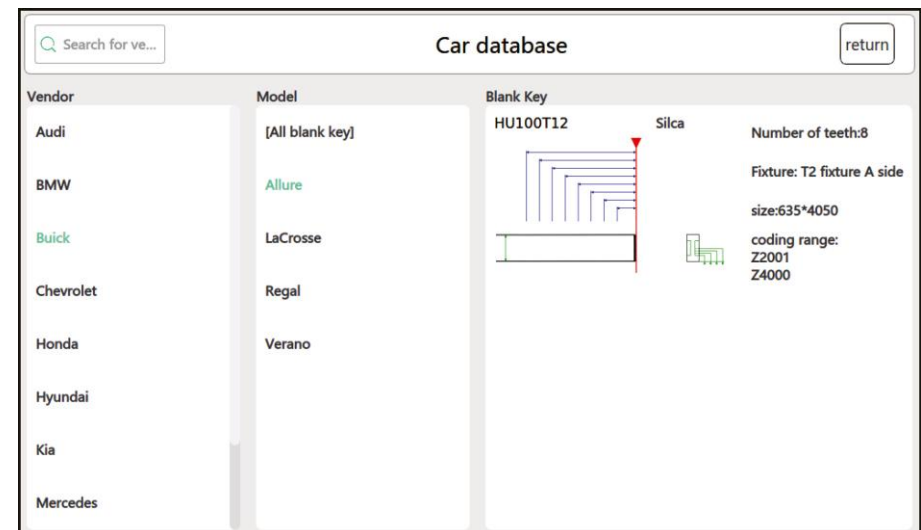 Search for ve...
Car database
return
Vendor
Model
Blank Key
Audi
BMW
Buick
Chevrolet
Honda
Hyundai
Kia
Mercedes
[All blank key]
Allure
LaCrosse
Regal
Verano
HU100T12
Silca
Number of teeth:8
Fixture: T2 fixture A side
size:635*4050
coding range:
Z2001
Z4000